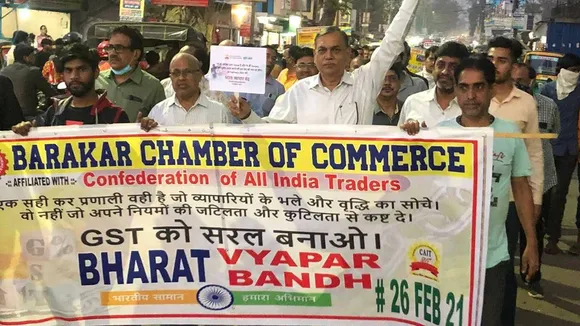 BARAKAR CHAMBER OF COMMERCE
-:: AFFILIATED WITH :- Confederation of All India Traders
एक सही कर प्रणाली वही है जो व्यापारियों के भले और वृद्धि का सोचे।
वो नहीं जो अपने नियमों की जटिलता और कुटिलता से कष्ट दे।
GST को सरल बनाओ।
BHARAT VYAPAR BANDH
CAIT
भारतीय सामान हमारा अभिमान
# 26 FEB 21